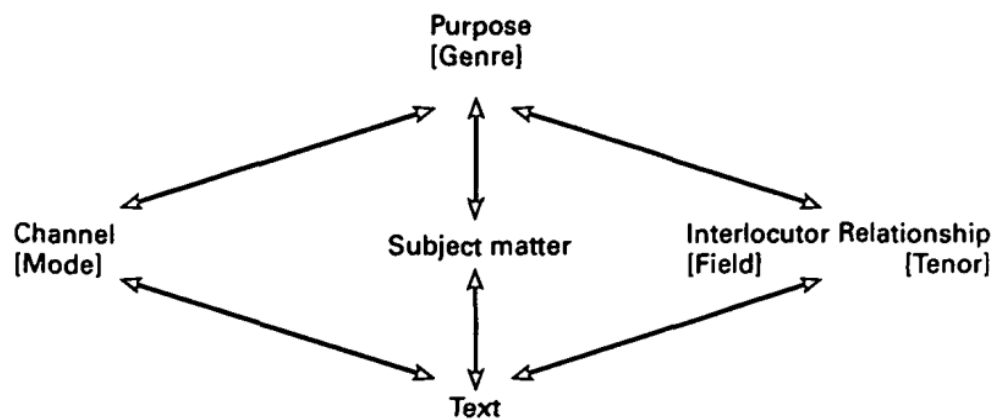 Purpose
[Genre]
Channel
[Mode]
Subject matter
Interlocutor Relationship
[Field] [Tenor]
Text